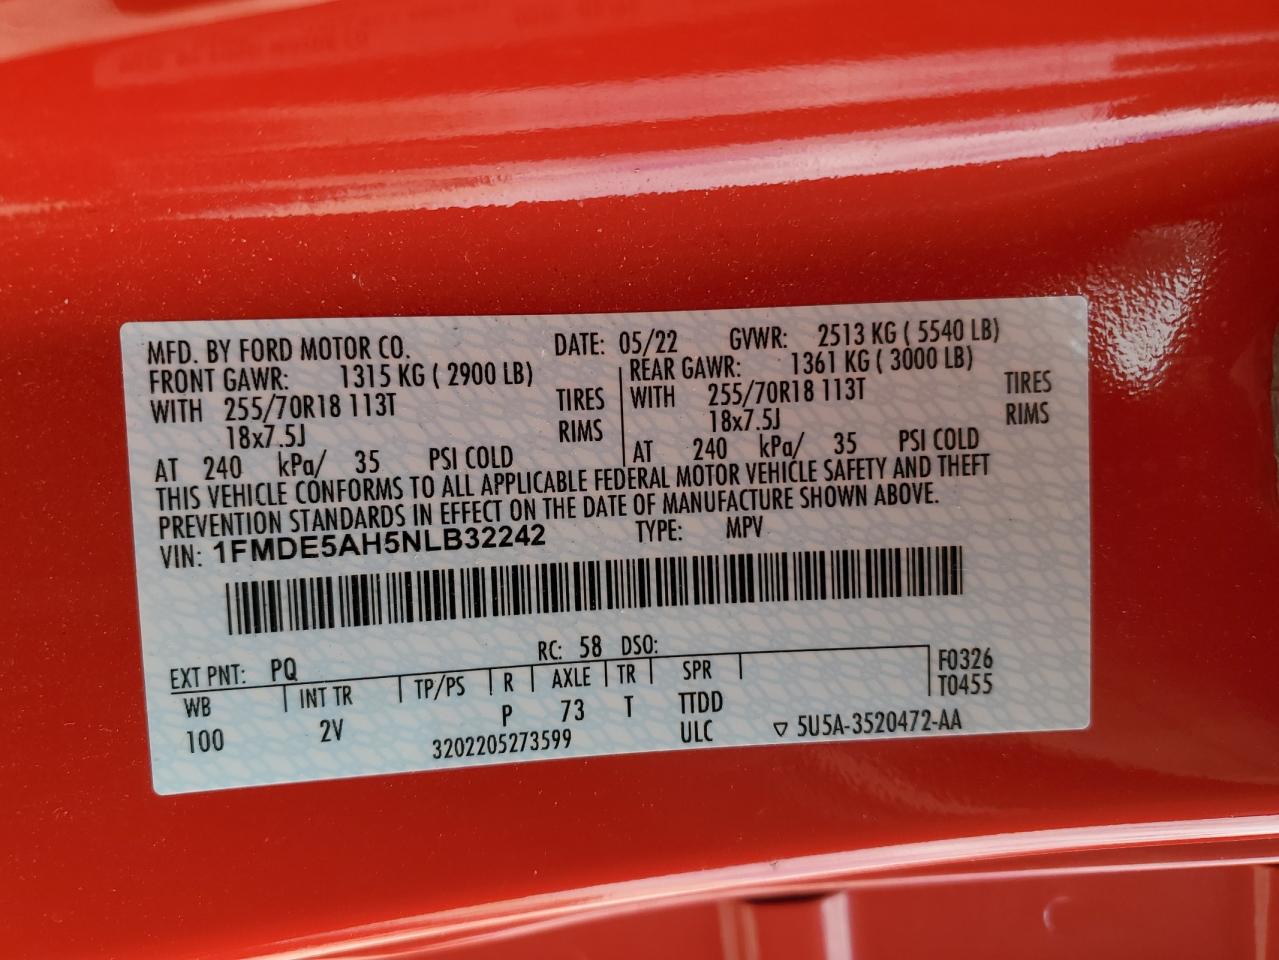 MFD. BY FORD MOTOR CO. DATE: 05/22 GVWR: 2513 KG ( 5540 LB)
FRONT GAWR: 1315 KG ( 2900 LB) REAR GAWR: 1361 KG ( 3000 LB)
WITH 255/70R18 113T TIRES WITH 255/70R18 113T TIRES
18x7.5J RIMS 18x7.5J RIMS
AT 240 kPa/ 35 PSI COLD AT 240 kPa/ 35 PSI COLD
THIS VEHICLE CONFORMS TO ALL APPLICABLE FEDERAL MOTOR VEHICLE SAFETY AND THEFT
PREVENTION STANDARDS IN EFFECT ON THE DATE OF MANUFACTURE SHOWN ABOVE.
VIN: 1FMDE5AH5NLB32242 TYPE: MPV
EXT PNT: PQ RC: 58 DSO:
WB INT TR TP/PS R AXLE TR SPR F0326
100 2V P 73 T TTDD T0455
3202205273599 ULC ▽ 5U5A-3520472-AA